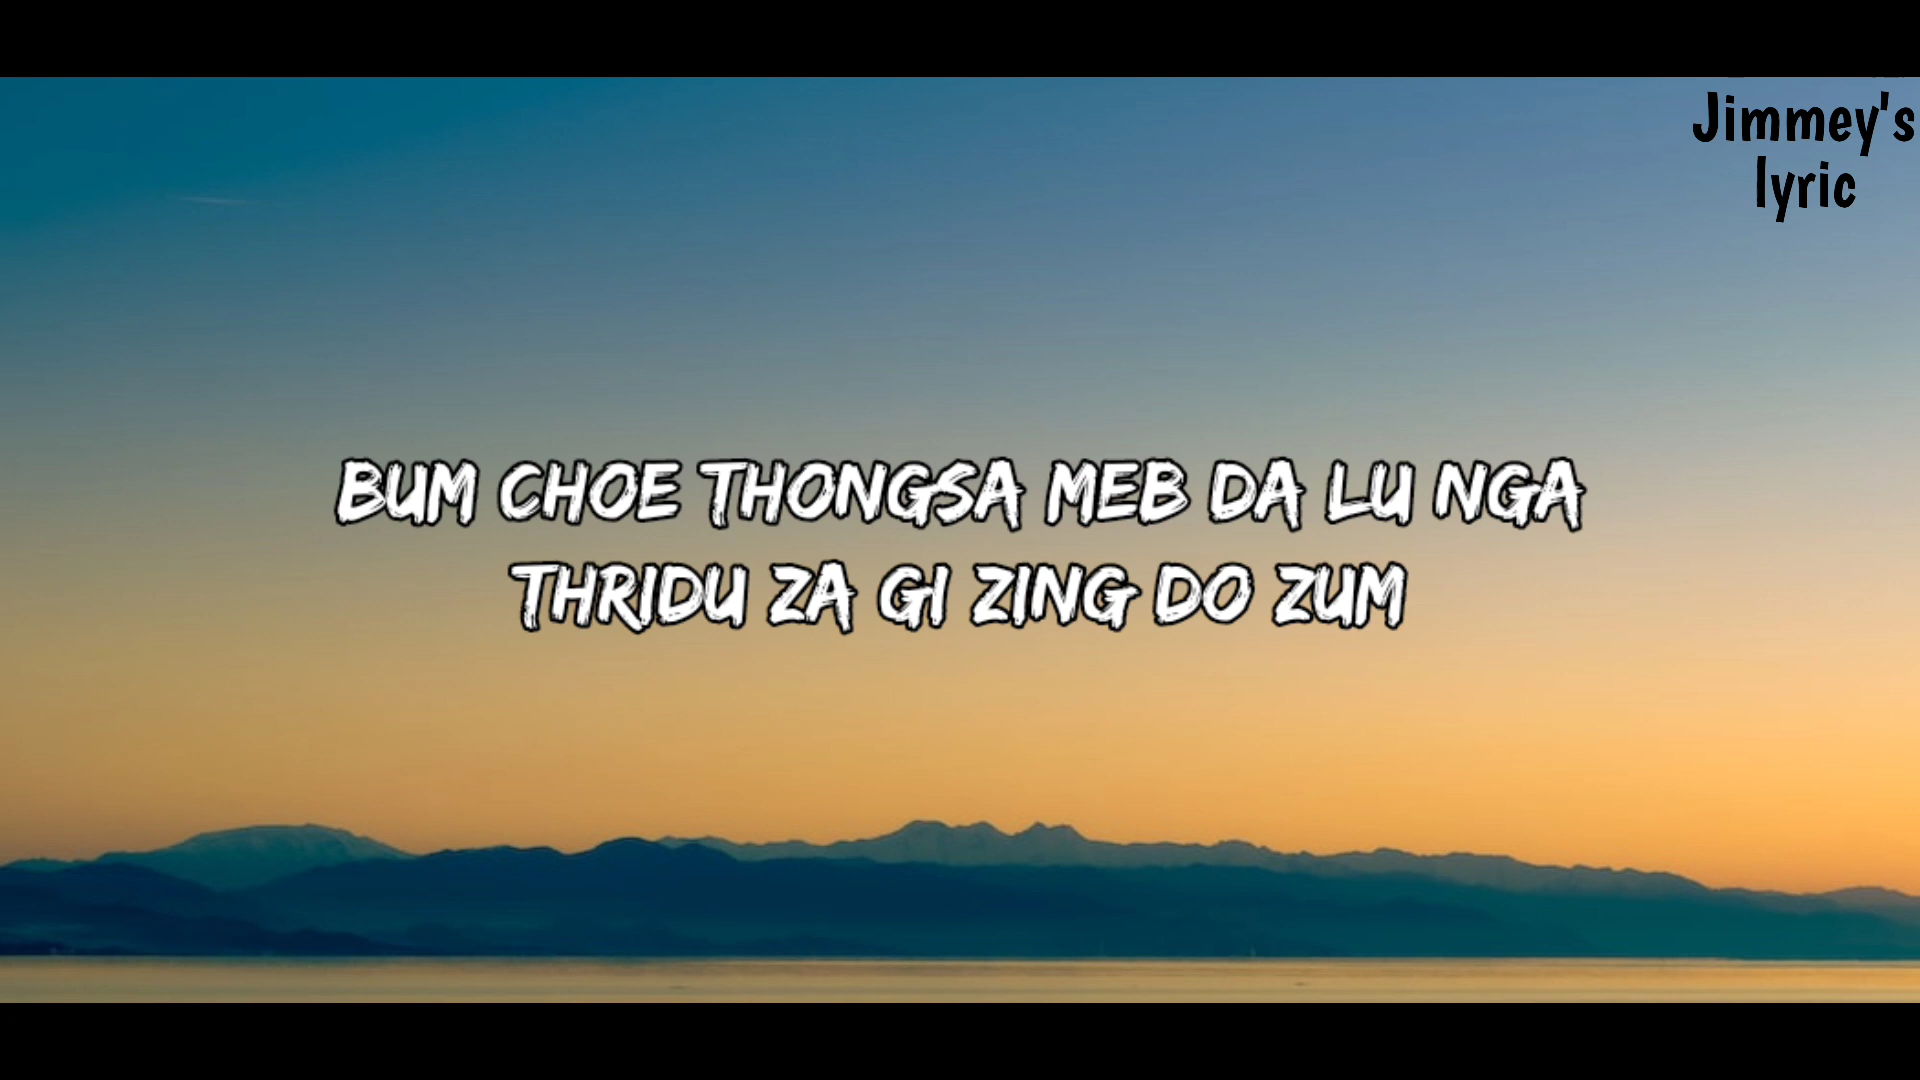 Jimmey's
lyric
BUM CHOE THONGSA MEB DA LU NGA
THRIDU ZA GI ZING DO ZUM